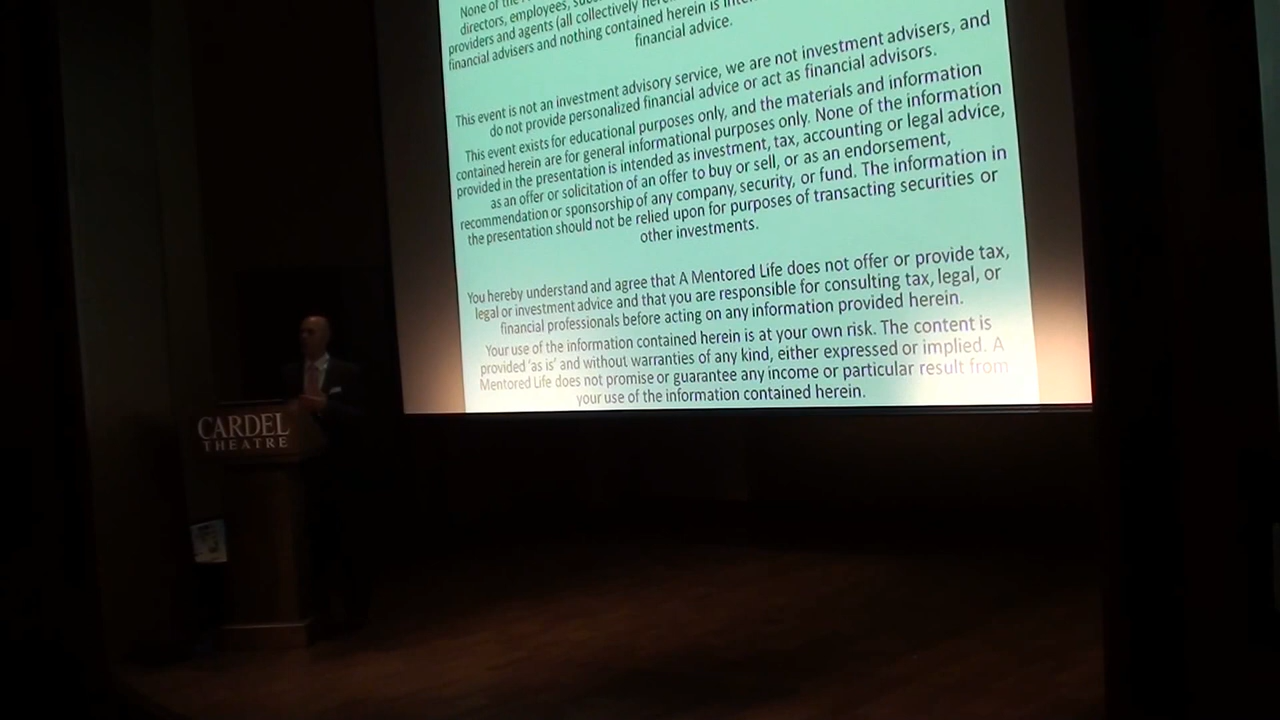 None of the
directors, employees,
providers and agents (all collectively
financial advisers and nothing contained herein is
financial advice.
This event is not an investment advisory service, we are not investment advisers, and
do not provide personalized financial advice or act as financial advisors.
This event exists for educational purposes only, and the materials and information
contained herein are for general informational purposes only. None of the information
provided in the presentation is intended as investment, tax, accounting or legal advice,
as an offer or solicitation of an offer to buy or sell, or as an endorsement,
recommendation or sponsorship of any company, security, or fund. The information in
the presentation should not be relied upon for purposes of transacting securities or
other investments.
You hereby understand and agree that A Mentored Life does not offer or provide tax,
legal or investment advice and that you are responsible for consulting tax, legal, or
financial professionals before acting on any information provided herein.
Your use of the information contained herein is at your own risk. The content is
provided 'as is' and without warranties of any kind, either expressed or implied. A
Mentored Life does not promise or guarantee any income or particular result from
your use of the information contained herein.
CARDEL
THEATRE